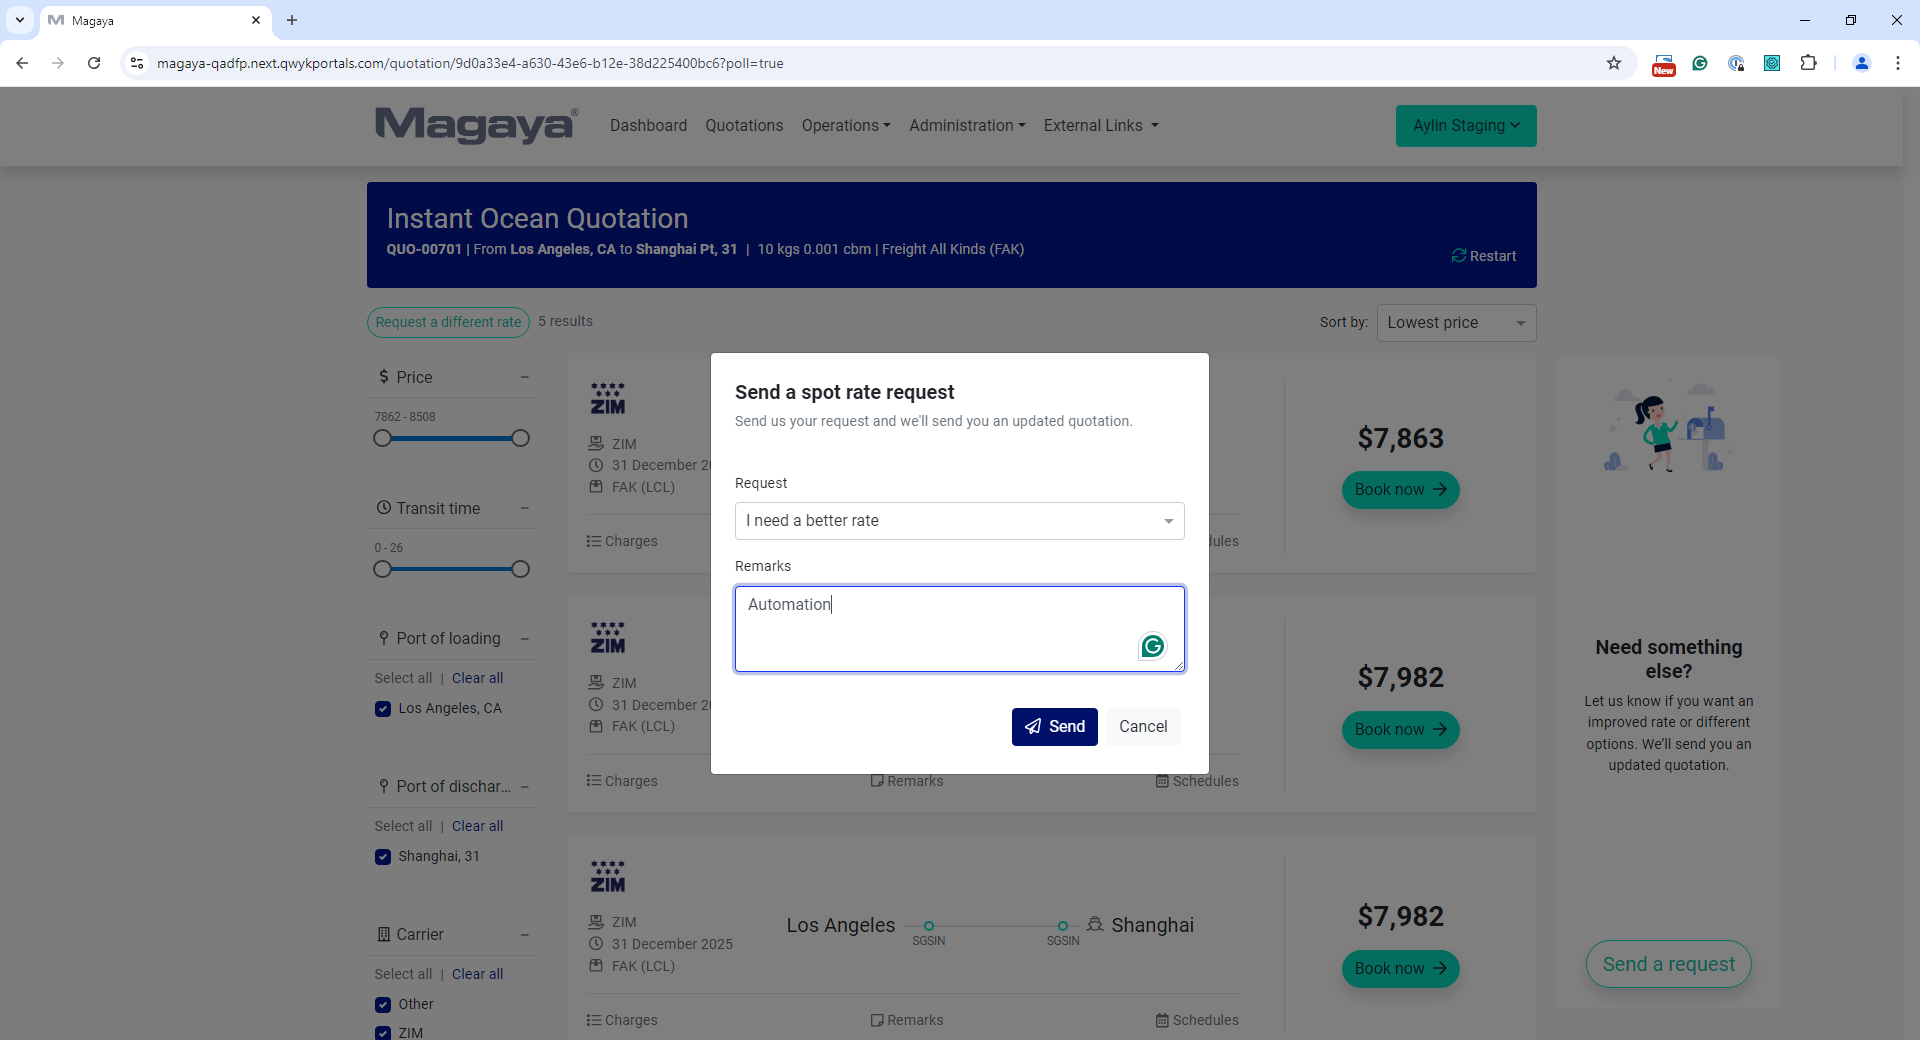 Magaya
magaya-qadfp.next.qwykportals.com/quotation/9d0a33e4-a630-43e6-b12e-38d225400bc6?poll=true
New
Magaya®
Dashboard Quotations Operations Administration External Links
Aylin Staging
Instant Ocean Quotation
QUO-00701 | From Los Angeles, CA to Shanghai Pt, 31 | 10 kgs 0.001 cbm | Freight All Kinds (FAK)
Restart
Request a different rate
5 results
Sort by: Lowest price
Price
7862 - 8508
Transit time
0 - 26
Port of loading
Select all | Clear all
Los Angeles, CA
Port of dischar...
Select all | Clear all
Shanghai, 31
Carrier
Select all | Clear all
Other
ZIM
ZIM
ZIM
31 December 20
FAK (LCL)
Charges
dules
$7,863
Book now
Send a spot rate request
Send us your request and we'll send you an updated quotation.
Request
I need a better rate
Remarks
Automation
Send
Cancel
ZIM
ZIM
31 December 20
FAK (LCL)
Charges
Remarks
Schedules
$7,982
Book now
ZIM
ZIM
31 December 2025
FAK (LCL)
Los Angeles
SGSIN
SGSIN
Shanghai
Charges
Remarks
Schedules
$7,982
Book now
Need something
else?
Let us know if you want an
improved rate or different
options. We’ll send you an
updated quotation.
Send a request